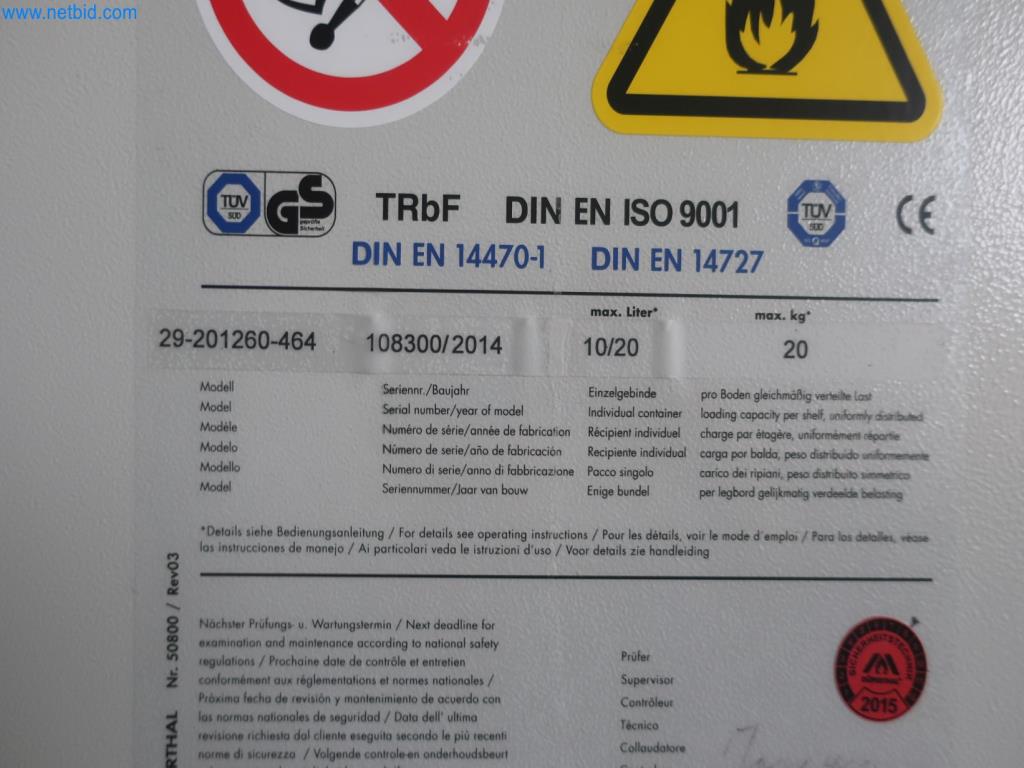 www.netbid.com
TÜV SÜD GS geprüfte Sicherheit TRbF DIN EN ISO 9001 TÜV SÜD CE
DIN EN 14470-1 DIN EN 14727
max. Liter* max. kg*
29-201260-464 108300/2014 10/20 20
Modell Seriennr./Baujahr Einzelgebinde pro Boden gleichmäßig verteilte Last
Model Serial number/year of model Individual container loading capacity per shelf, uniformly distributed
Modèle Numéro de série/année de fabrication Récipient individuel charge par étagère, uniformément répartie
Modelo Número de serie/año de fabricación Recipiente individual carga por balda, peso distribuido uniformemente
Modello Numero di serie/anno di fabbricazione Pacco singolo carico dei ripiani, peso distribuito simmetrico
Model Seriennummer/Jaar van bouw Enige bundel per legbord gelijkmatig verdeelde belasting
*Details siehe Bedienungsanleitung / For details see operating instructions / Pour les détails, voir le mode d'emploi / Para los detalles, véase
las instrucciones de manejo / Ai particolari veda le istruzioni d'uso / Voor details zie handleiding
RTHAL Nr. 50800 / Rev03
Nächster Prüfungs- u. Wartungstermin / Next deadline for
examination and maintenance according to national safety
regulations / Prochaine date de contrôle et entretien
conformément aux réglementations et normes nationales /
Próxima fecha de revisión y mantenimiento de acuerdo con
las normas nationales de seguridad / Data dell' ultima
revisione richiesta dal cliente eseguita secondo le più recenti
norme di sicurezza / Volgende controle-en onderhoudsbeurt
Prüfer
Supervisor
Contrôleur
Técnico
Collaudatore
SICHERHEITSTECHNIK
2015